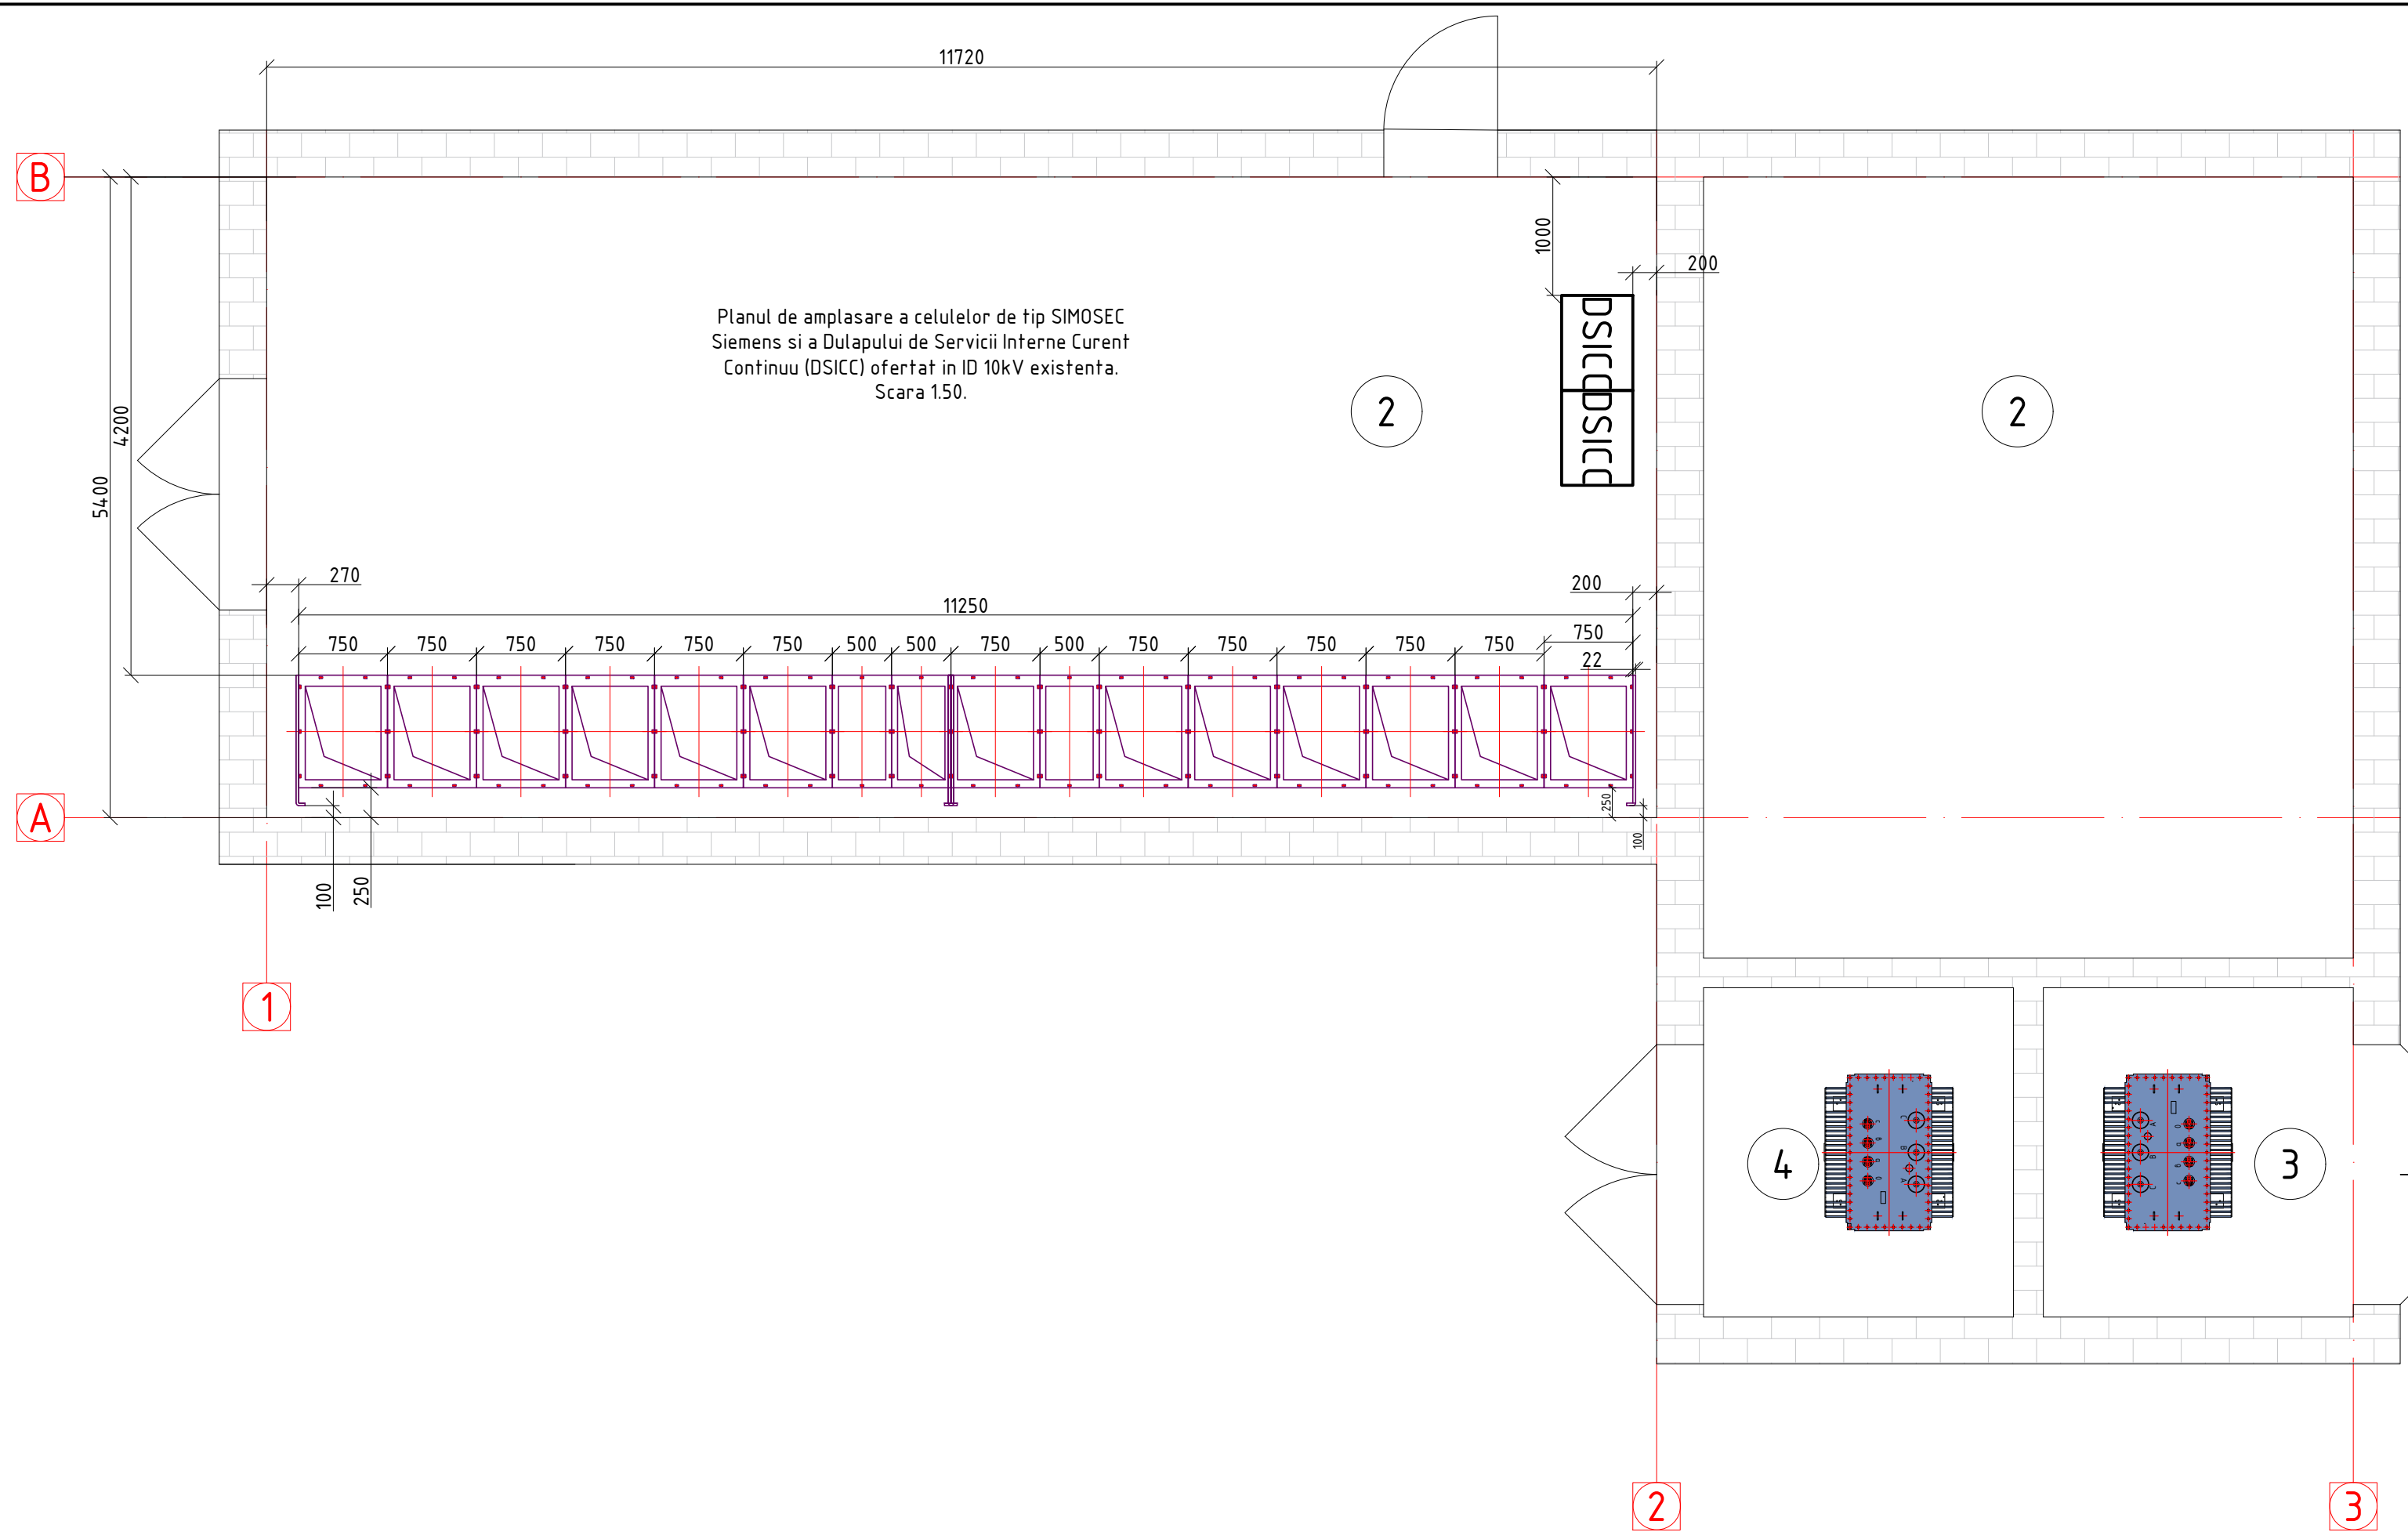 11720
B
1000
200
Planul de amplasare a celulelor de tip SIMOSEC
Siemens si a Dulapului de Servicii Interne Curent
Continuu (DSICC) ofertat in ID 10kV existenta.
Scara 1.50.
DSICC
DSICC
2
2
4200
5400
270
200
11250
750 750 750 750 750 750 500 500 750 500 750 750 750 750 750 750
22
A
250
100
100
250
1
4
3
2
3